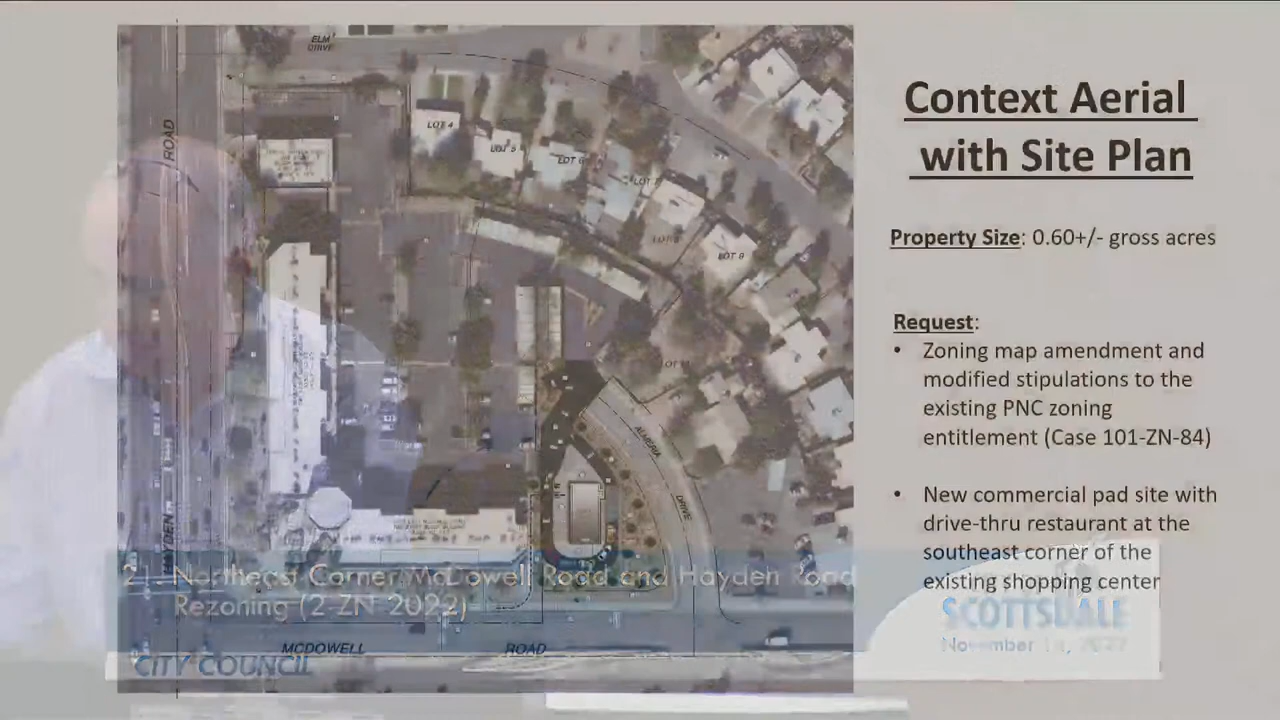 ELM
DRIVE
ROAD
LOT 4
LOT 5
LOT 6
LOT 7
LOT 8
LOT 9
ALMERIA
DRIVE
HAYDEN
MCDOWELL
ROAD
Context Aerial
with Site Plan
Property Size: 0.60+/- gross acres
Request:
• Zoning map amendment and
modified stipulations to the
existing PNC zoning
entitlement (Case 101-ZN-84)
• New commercial pad site with
drive-thru restaurant at the
southeast corner of the
existing shopping center
Northeast Corner McDowell Road and Hayden Road
Rezoning (2-ZN-2022)
CITY COUNCIL
SCOTTSDALE
November